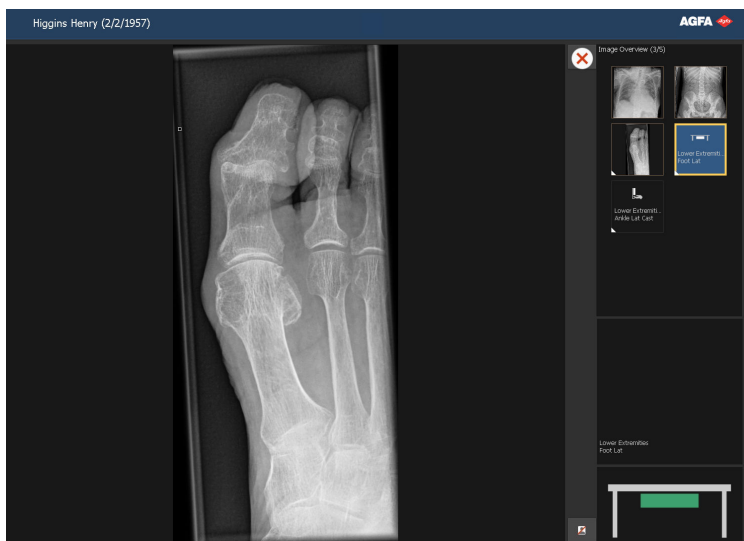 Higgins Henry (2/2/1957)
AGFA
Image Overview (3/5)
Lower Extremiti...
Foot Lat
Lower Extremiti...
Ankle Lat Cast
Lower Extremities
Foot Lat